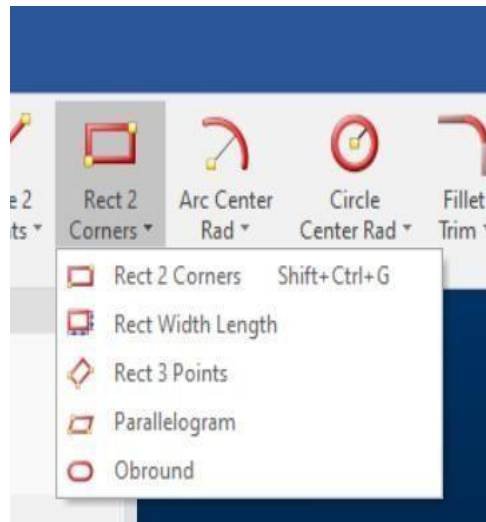 e 2
ts
Rect 2
Corners
Arc Center
Rad
Circle
Center Rad
Fillet
Trim
Rect 2 Corners Shift+Ctrl+G
Rect Width Length
Rect 3 Points
Parallelogram
Obround